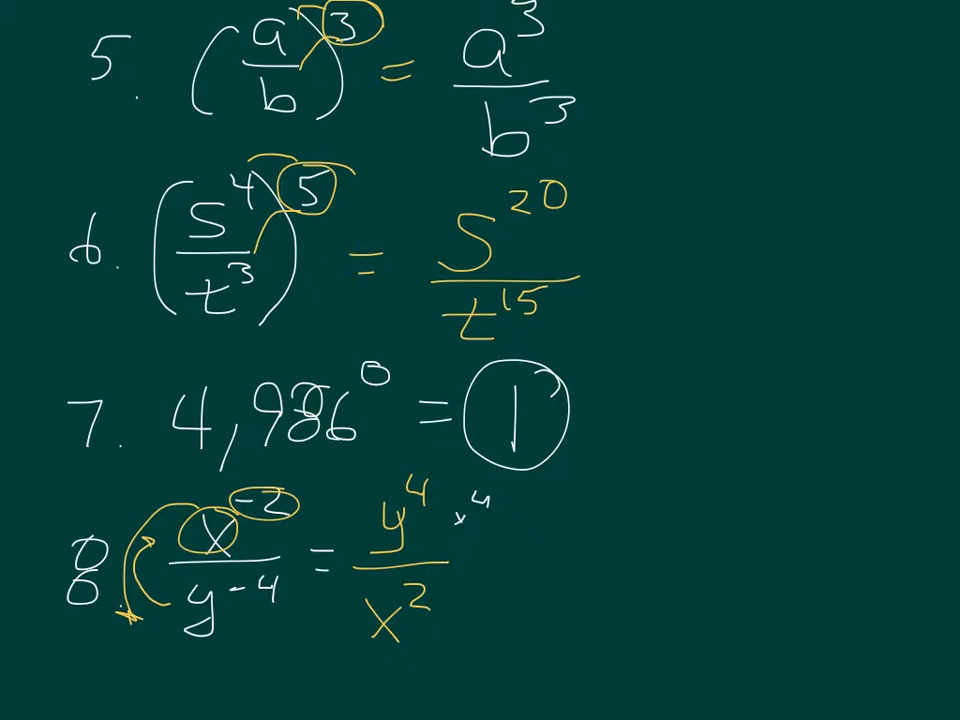 5. (a/b)^3 = a^3/b^3
6. (s^4/t^3)^5 = s^20/t^15
7. 4,986^0 = 1
8. x^-2/y^-4 = y^4/x^2 x^4